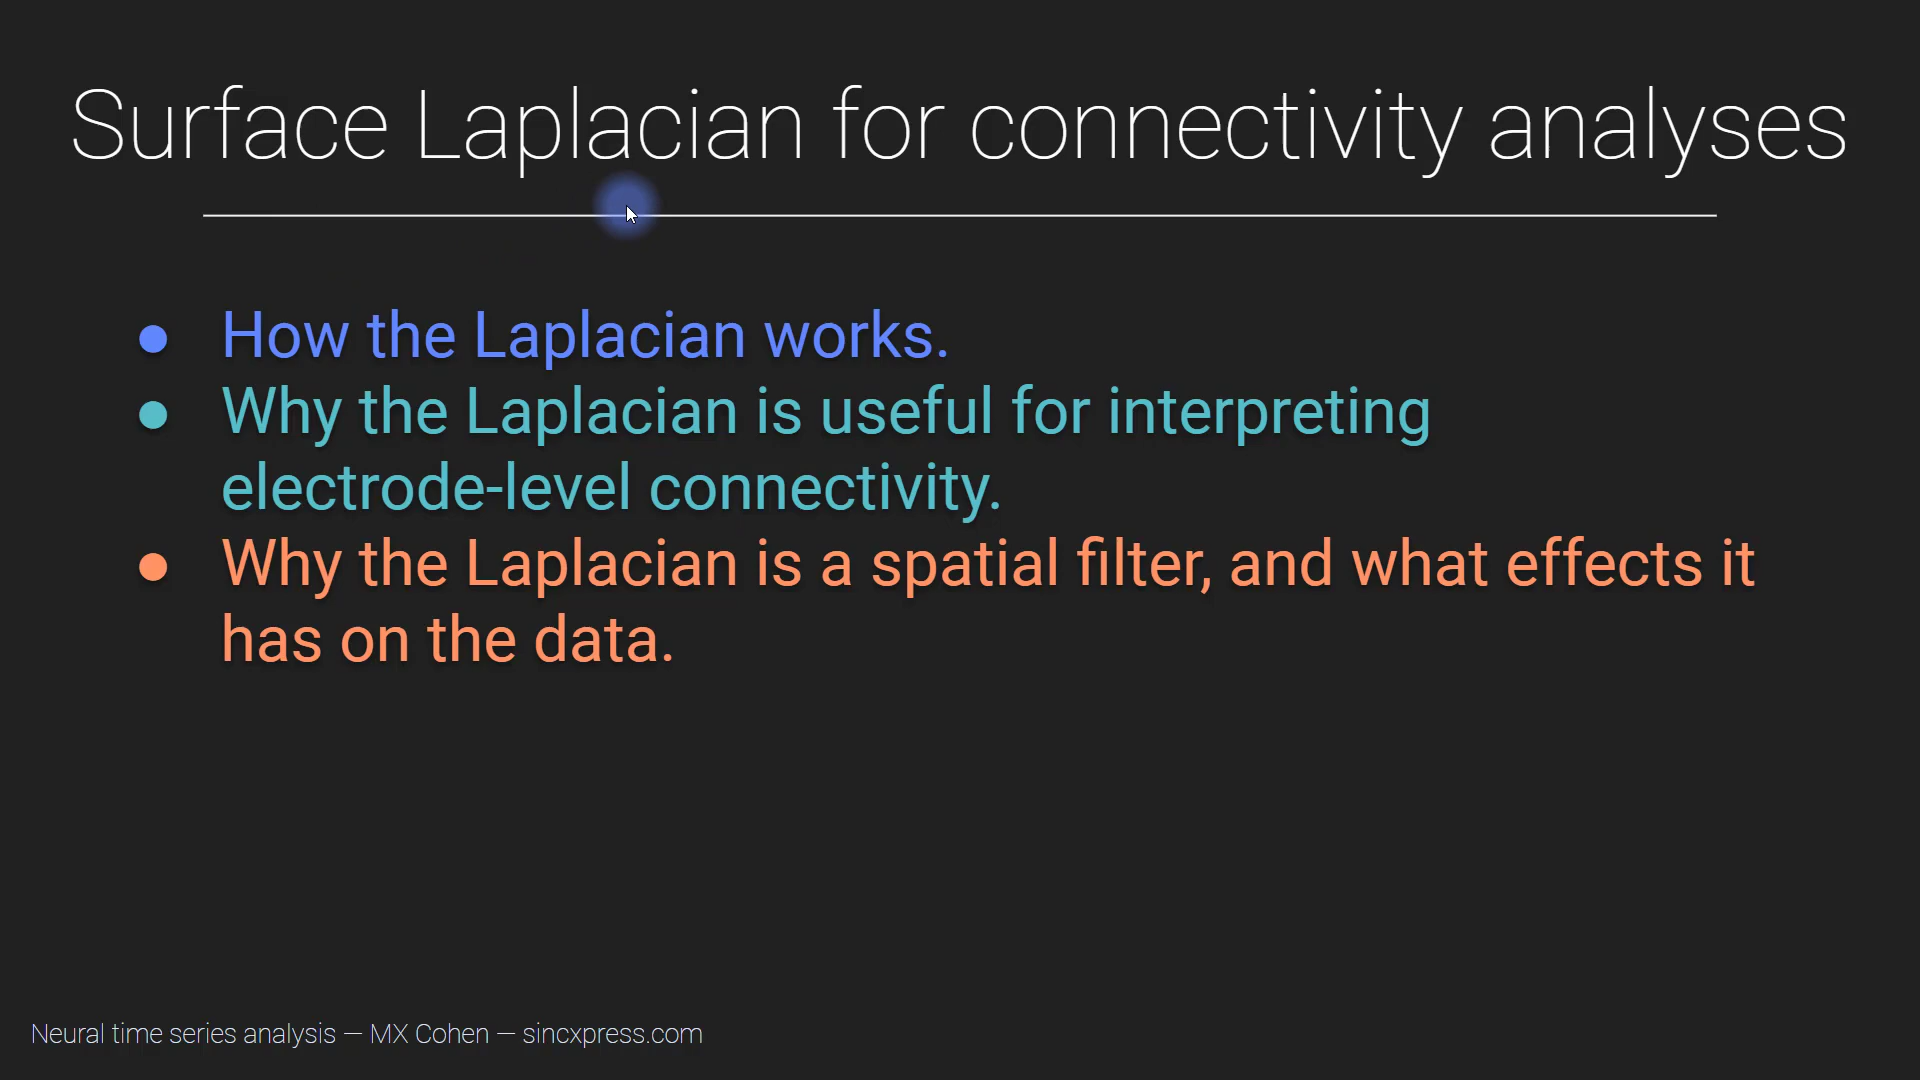 Surface Laplacian for connectivity analyses
● How the Laplacian works.
● Why the Laplacian is useful for interpreting
electrode-level connectivity.
● Why the Laplacian is a spatial filter, and what effects it
has on the data.
Neural time series analysis — MX Cohen — sincxpress.com